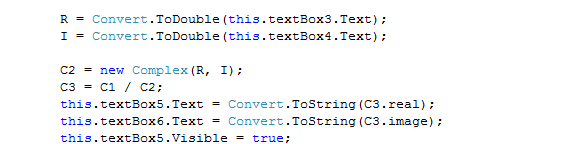 R = Convert.ToDouble(this.textBox3.Text);
I = Convert.ToDouble(this.textBox4.Text);
C2 = new Complex(R, I);
C3 = C1 / C2;
this.textBox5.Text = Convert.ToString(C3.real);
this.textBox6.Text = Convert.ToString(C3.image);
this.textBox5.Visible = true;